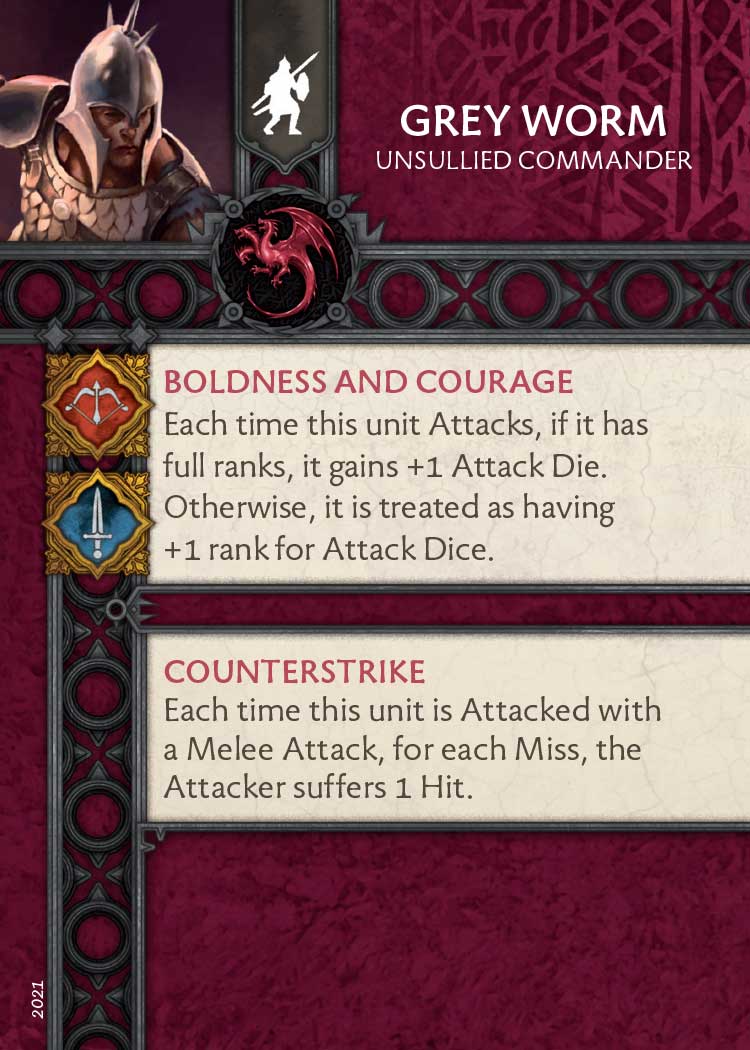 GREY WORM
UNSULLIED COMMANDER
BOLDNESS AND COURAGE
Each time this unit Attacks, if it has
full ranks, it gains +1 Attack Die.
Otherwise, it is treated as having
+1 rank for Attack Dice.
COUNTERSTRIKE
Each time this unit is Attacked with
a Melee Attack, for each Miss, the
Attacker suffers 1 Hit.
2021